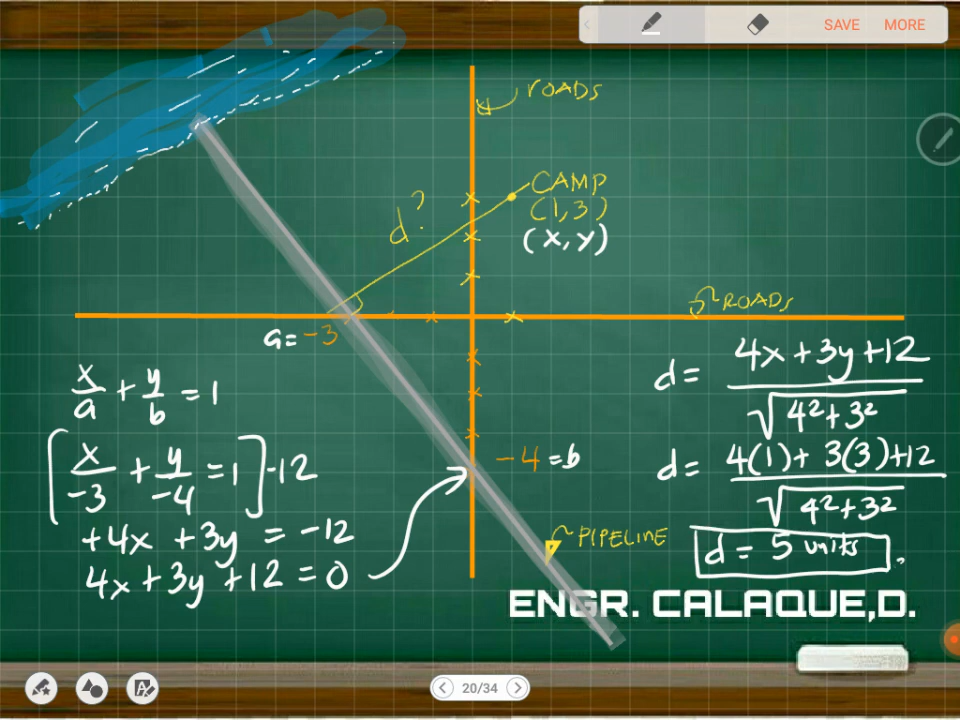 SAVE MORE
ROADS
CAMP
(1,3)
(x,y)
d?
ROADS
a= -3
x/a + y/b = 1
[x/-3 + y/-4 = 1] -12
+4x +3y = -12
4x+3y+12=0
-4 =b
PIPELINE
d= 4x+3y+12 / √4²+3²
d= 4(1)+ 3(3)+12 / √4²+3²
d = 5 units.
ENGR. CALAQUE,D.
20/34